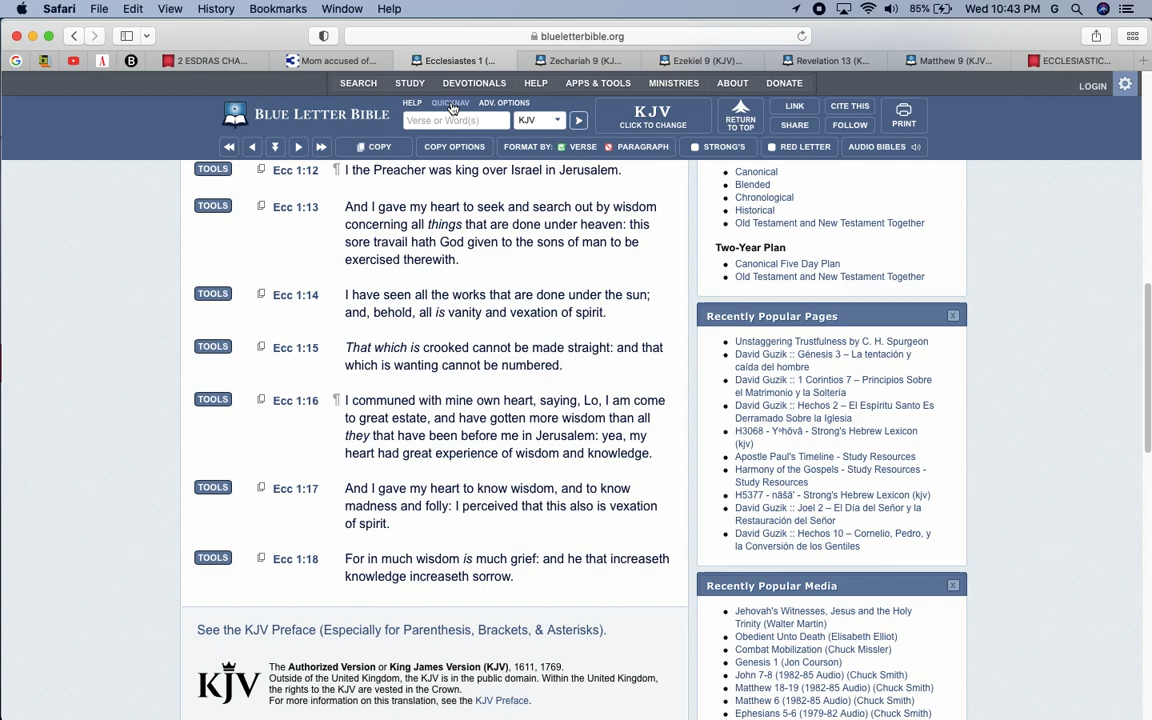 Safari File Edit View History Bookmarks Window Help 85% Wed 10:43 PM G
blueletterbible.org
2 ESDRAS CHA... Mom accused of... Ecclesiastes 1 (... Zechariah 9 (KJ... Ezekiel 9 (KJV)... Revelation 13 (... Matthew 9 (KJV... ECCLESIASTIC...
SEARCH STUDY DEVOTIONALS HELP APPS & TOOLS MINISTRIES ABOUT DONATE LOGIN
BLUE LETTER BIBLE
HELP QUICKNAV ADV. OPTIONS
Verse or Word(s) KJV
KJV
CLICK TO CHANGE
RETURN
TO TOP
LINK CITE THIS
SHARE FOLLOW
PRINT
COPY COPY OPTIONS FORMAT BY: VERSE PARAGRAPH STRONG'S RED LETTER AUDIO BIBLES
TOOLS Ecc 1:12 ¶ I the Preacher was king over Israel in Jerusalem.
TOOLS Ecc 1:13 And I gave my heart to seek and search out by wisdom
concerning all things that are done under heaven: this
sore travail hath God given to the sons of man to be
exercised therewith.
TOOLS Ecc 1:14 I have seen all the works that are done under the sun;
and, behold, all is vanity and vexation of spirit.
TOOLS Ecc 1:15 That which is crooked cannot be made straight: and that
which is wanting cannot be numbered.
TOOLS Ecc 1:16 ¶ I communed with mine own heart, saying, Lo, I am come
to great estate, and have gotten more wisdom than all
they that have been before me in Jerusalem: yea, my
heart had great experience of wisdom and knowledge.
TOOLS Ecc 1:17 And I gave my heart to know wisdom, and to know
madness and folly: I perceived that this also is vexation
of spirit.
TOOLS Ecc 1:18 For in much wisdom is much grief: and he that increaseth
knowledge increaseth sorrow.
See the KJV Preface (Especially for Parenthesis, Brackets, & Asterisks).
KJV
The Authorized Version or King James Version (KJV), 1611, 1769.
Outside of the United Kingdom, the KJV is in the public domain. Within the United Kingdom,
the rights to the KJV are vested in the Crown.
For more information on this translation, see the KJV Preface.
Canonical
Blended
Chronological
Historical
Old Testament and New Testament Together
Two-Year Plan
Canonical Five Day Plan
Old Testament and New Testament Together
Recently Popular Pages x
Unstaggering Trustfulness by C. H. Spurgeon
David Guzik :: Génesis 3 – La tentación y
caída del hombre
David Guzik :: 1 Corintios 7 – Principios Sobre
el Matrimonio y la Soltería
David Guzik :: Hechos 2 – El Espíritu Santo Es
Derramado Sobre la Iglesia
H3068 - Yᵊhōvâ - Strong's Hebrew Lexicon
(kjv)
Apostle Paul's Timeline - Study Resources
Harmony of the Gospels - Study Resources -
Study Resources
H5377 - nāšā' - Strong's Hebrew Lexicon (kjv)
David Guzik :: Joel 2 – El Día del Señor y la
Restauración del Señor
David Guzik :: Hechos 10 – Cornelio, Pedro, y
la Conversión de los Gentiles
Recently Popular Media x
Jehovah's Witnesses, Jesus and the Holy
Trinity (Walter Martin)
Obedient Unto Death (Elisabeth Elliot)
Combat Mobilization (Chuck Missler)
Genesis 1 (Jon Courson)
John 7-8 (1982-85 Audio) (Chuck Smith)
Matthew 18-19 (1982-85 Audio) (Chuck Smith)
Matthew 6 (1982-85 Audio) (Chuck Smith)
Ephesians 5-6 (1979-82 Audio) (Chuck Smith)